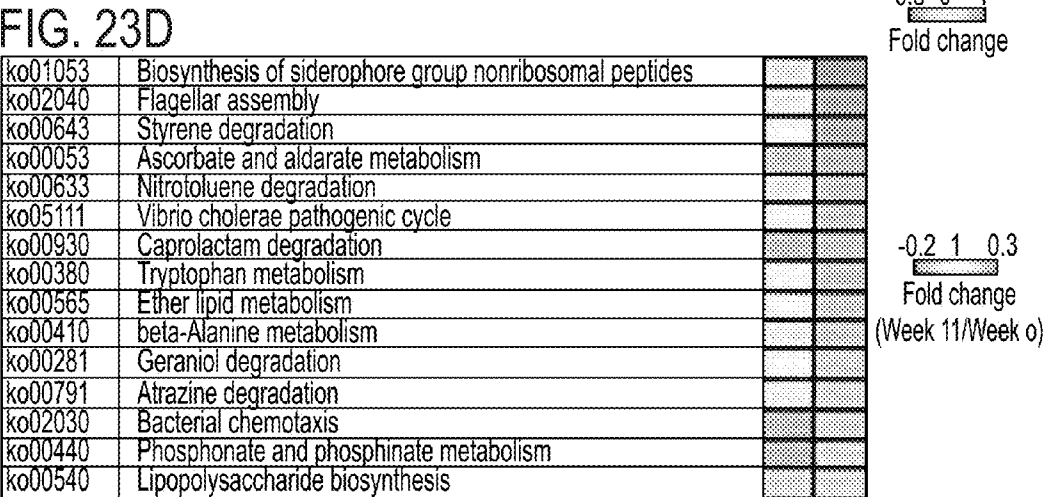 FIG. 23D
Fold change
ko01053 Biosynthesis of siderophore group nonribosomal peptides
ko02040 Flagellar assembly
ko00643 Styrene degradation
ko00053 Ascorbate and aldarate metabolism
ko00633 Nitrotoluene degradation
ko05111 Vibrio cholerae pathogenic cycle
ko00930 Caprolactam degradation
ko00380 Tryptophan metabolism
ko00565 Ether lipid metabolism
ko00410 beta-Alanine metabolism
ko00281 Geraniol degradation
ko00791 Atrazine degradation
ko02030 Bacterial chemotaxis
ko00440 Phosphonate and phosphinate metabolism
ko00540 Lipopolysaccharide biosynthesis
-0.2 1 0.3
Fold change
(Week 11/Week o)